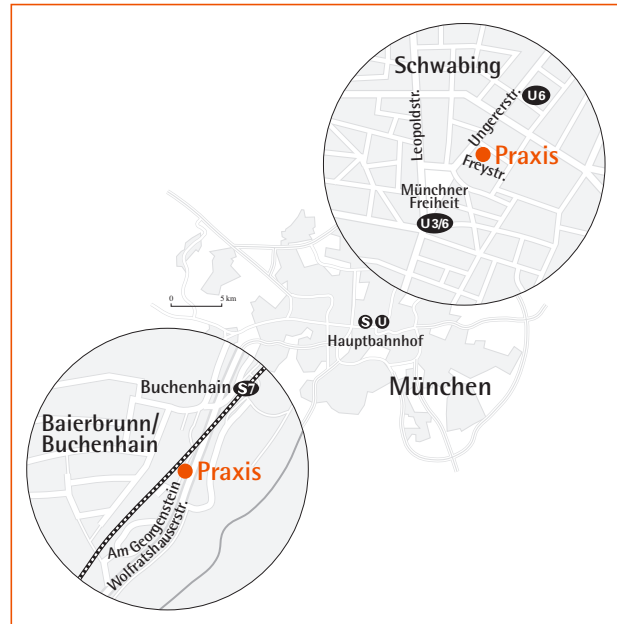 Schwabing
U6
Leopoldstr.
Ungererstr.
Praxis
Freystr.
Münchner
Freiheit
U3/6
0 5 km
S U
Hauptbahnhof
München
Buchenhain
S7
Baierbrunn/
Buchenhain
Praxis
Am Georgenstein
Wolfratshauserstr.